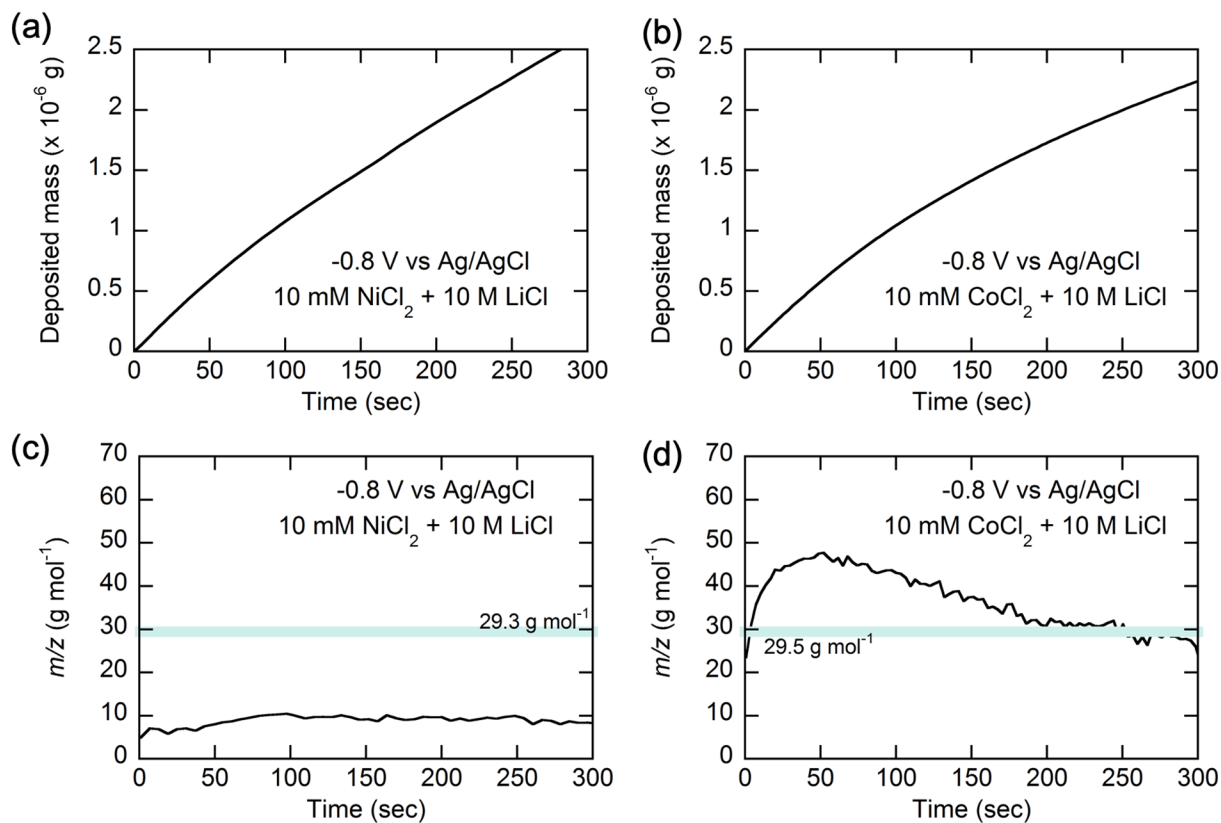 (a)
Deposited mass (x 10⁻⁶ g)
2.5
2
1.5
1
0.5
0
-0.8 V vs Ag/AgCl
10 mM NiCl₂ + 10 M LiCl
0 50 100 150 200 250 300
Time (sec)
(b)
Deposited mass (x 10⁻⁶ g)
2.5
2
1.5
1
0.5
0
-0.8 V vs Ag/AgCl
10 mM CoCl₂ + 10 M LiCl
0 50 100 150 200 250 300
Time (sec)
(c)
m/z (g mol⁻¹)
70
60
50
40
30
20
10
0
-0.8 V vs Ag/AgCl
10 mM NiCl₂ + 10 M LiCl
29.3 g mol⁻¹
0 50 100 150 200 250 300
Time (sec)
(d)
m/z (g mol⁻¹)
70
60
50
40
30
20
10
0
-0.8 V vs Ag/AgCl
10 mM CoCl₂ + 10 M LiCl
29.5 g mol⁻¹
0 50 100 150 200 250 300
Time (sec)